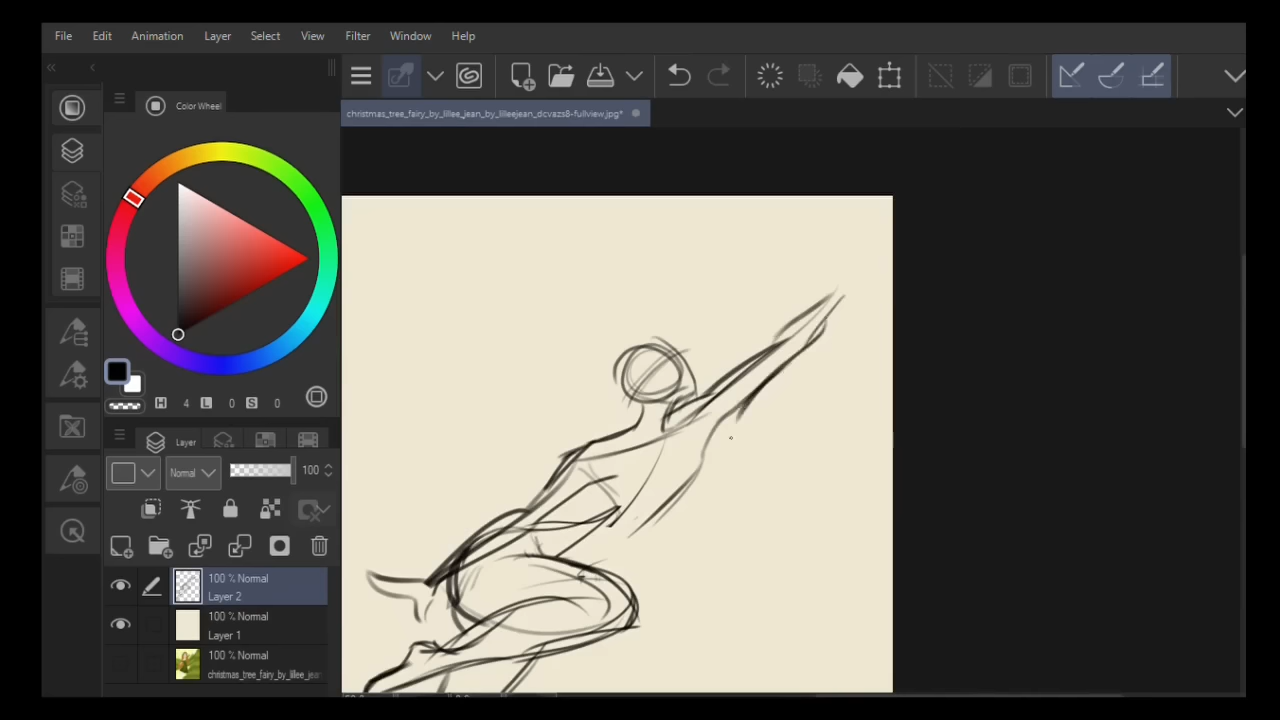 File Edit Animation Layer Select View Filter Window Help
Color Wheel
christmas_tree_fairy_by_lillee_jean_by_lilleejean_dcvazs8-fullview.jpg*
H 4 L 0 S 0
Layer
Normal 100
100 % Normal
Layer 2
100 % Normal
Layer 1
100 % Normal
christmas_tree_fairy_by_lillee_jean